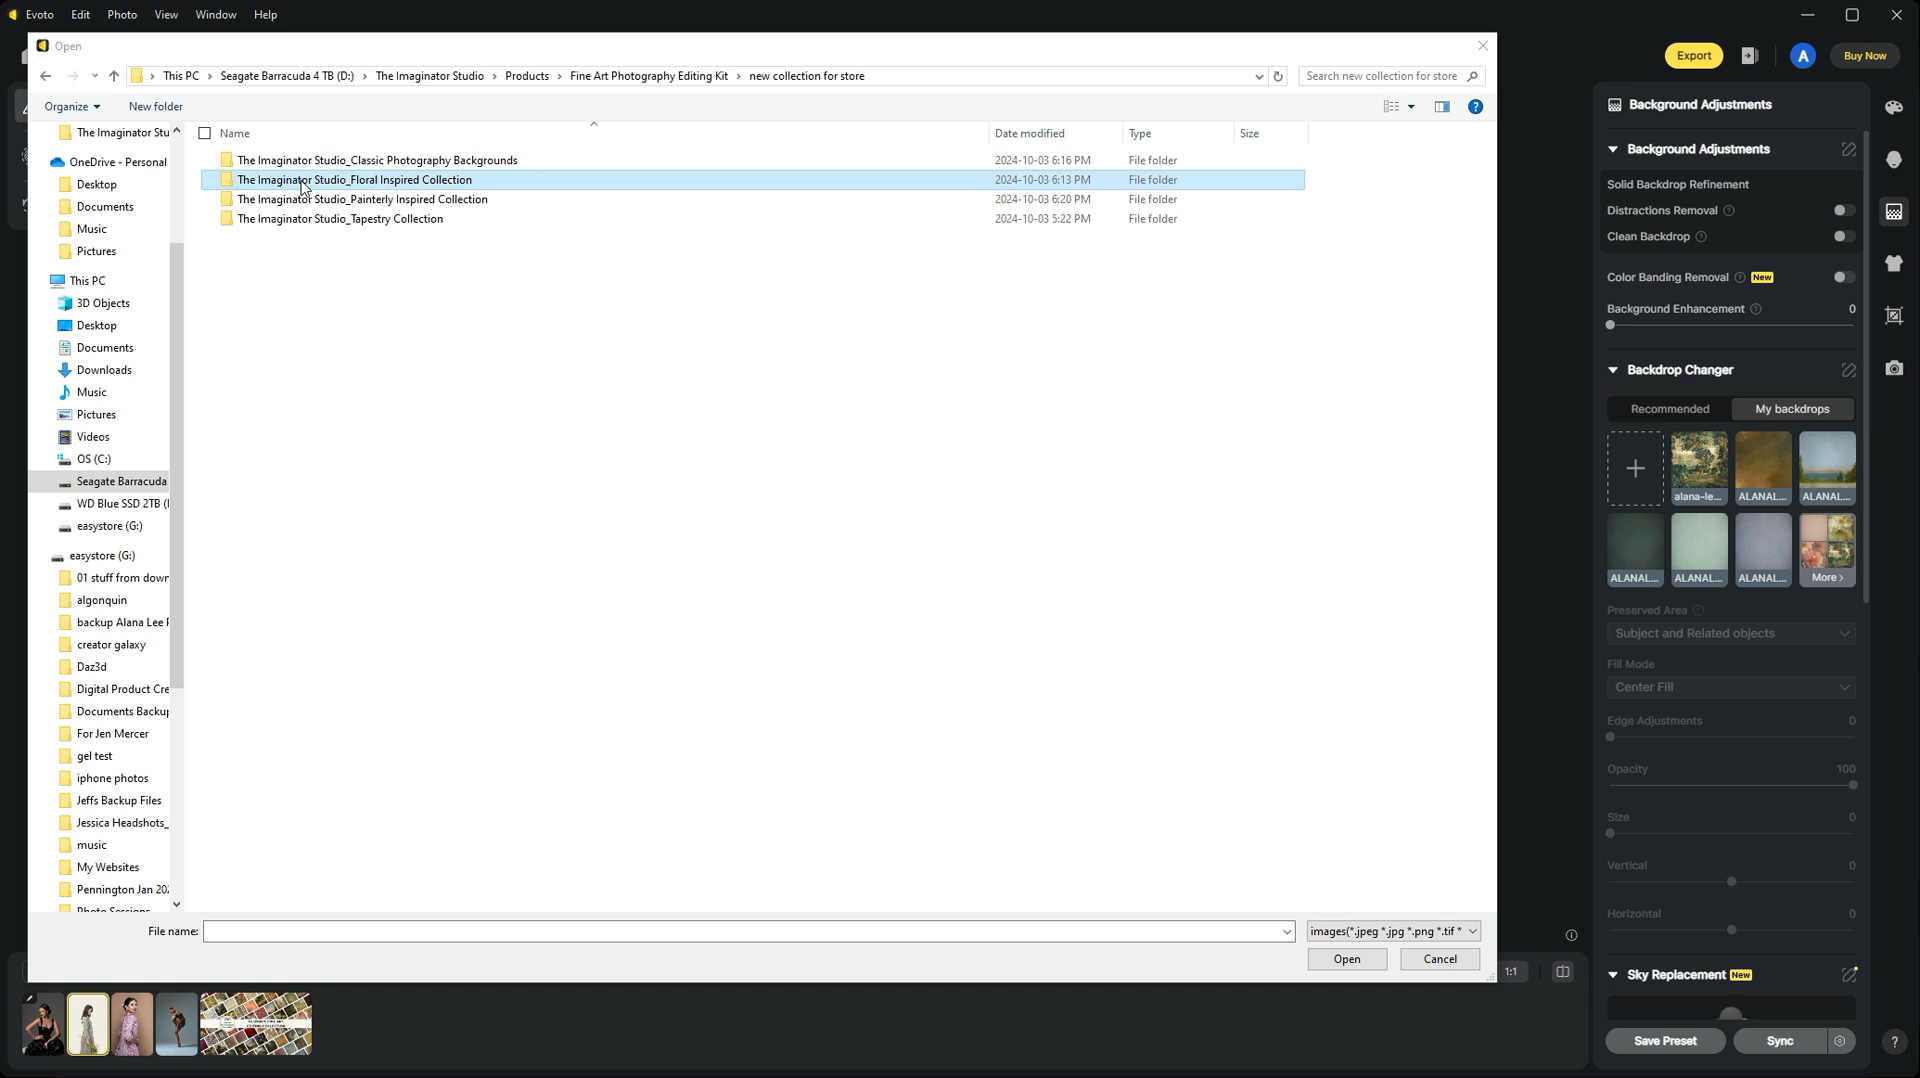 Evoto Edit Photo View Window Help
Open
This PC > Seagate Barracuda 4 TB (D:) > The Imaginator Studio > Products > Fine Art Photography Editing Kit > new collection for store
Search new collection for store
Export
A
Buy Now
Organize
New folder
Name
Date modified
Type
Size
The Imaginator Studio_Classic Photography Backgrounds 2024-10-03 6:16 PM File folder
The Imaginator Studio_Floral Inspired Collection 2024-10-03 6:13 PM File folder
The Imaginator Studio_Painterly Inspired Collection 2024-10-03 6:20 PM File folder
The Imaginator Studio_Tapestry Collection 2024-10-03 5:22 PM File folder
The Imaginator Stu
OneDrive - Personal
Desktop
Documents
Music
Pictures
This PC
3D Objects
Desktop
Documents
Downloads
Music
Pictures
Videos
OS (C:)
Seagate Barracuda
WD Blue SSD 2TB (
easystore (G:)
easystore (G:)
01 stuff from down
algonquin
backup Alana Lee
creator galaxy
Daz3d
Digital Product Cre
Documents Backup
For Jen Mercer
gel test
iphone photos
Jeffs Backup Files
Jessica Headshots_
music
My Websites
Pennington Jan 202
Photo Sessions
File name:
images(*.jpeg *.jpg *.png *.tif *
Open
Cancel
1:1
Background Adjustments
Background Adjustments
Solid Backdrop Refinement
Distractions Removal
Clean Backdrop
Color Banding Removal New
Background Enhancement 0
Backdrop Changer
Recommended
My backdrops
alana-le...
ALANAL...
ALANAL...
ALANAL...
ALANAL...
ALANAL...
More >
Preserved Area
Subject and Related objects
Fill Mode
Center Fill
Edge Adjustments 0
Opacity 100
Size 0
Vertical 0
Horizontal 0
Sky Replacement New
Save Preset
Sync
?